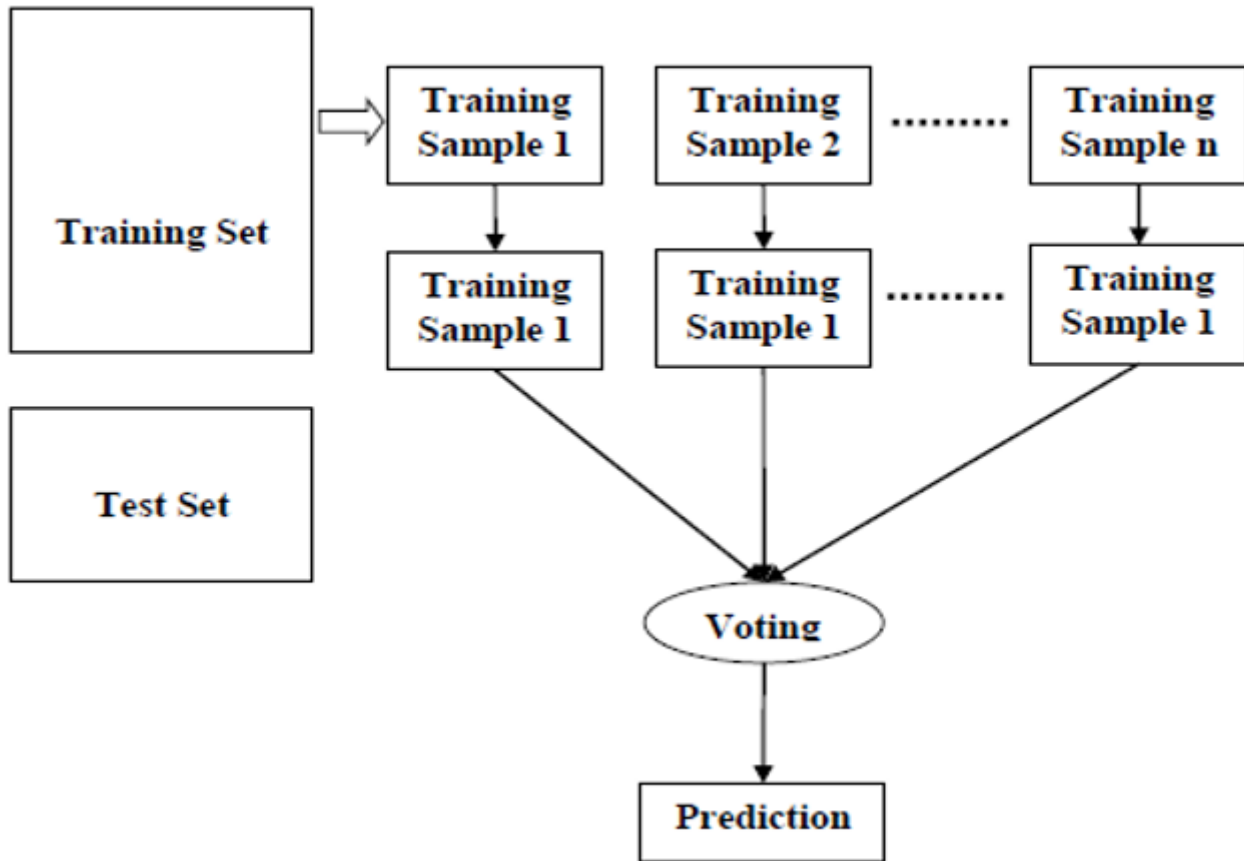 Training Set
Training
Sample 1
Training
Sample 2
Training
Sample n
Training
Sample 1
Training
Sample 1
Training
Sample 1
Test Set
Voting
Prediction